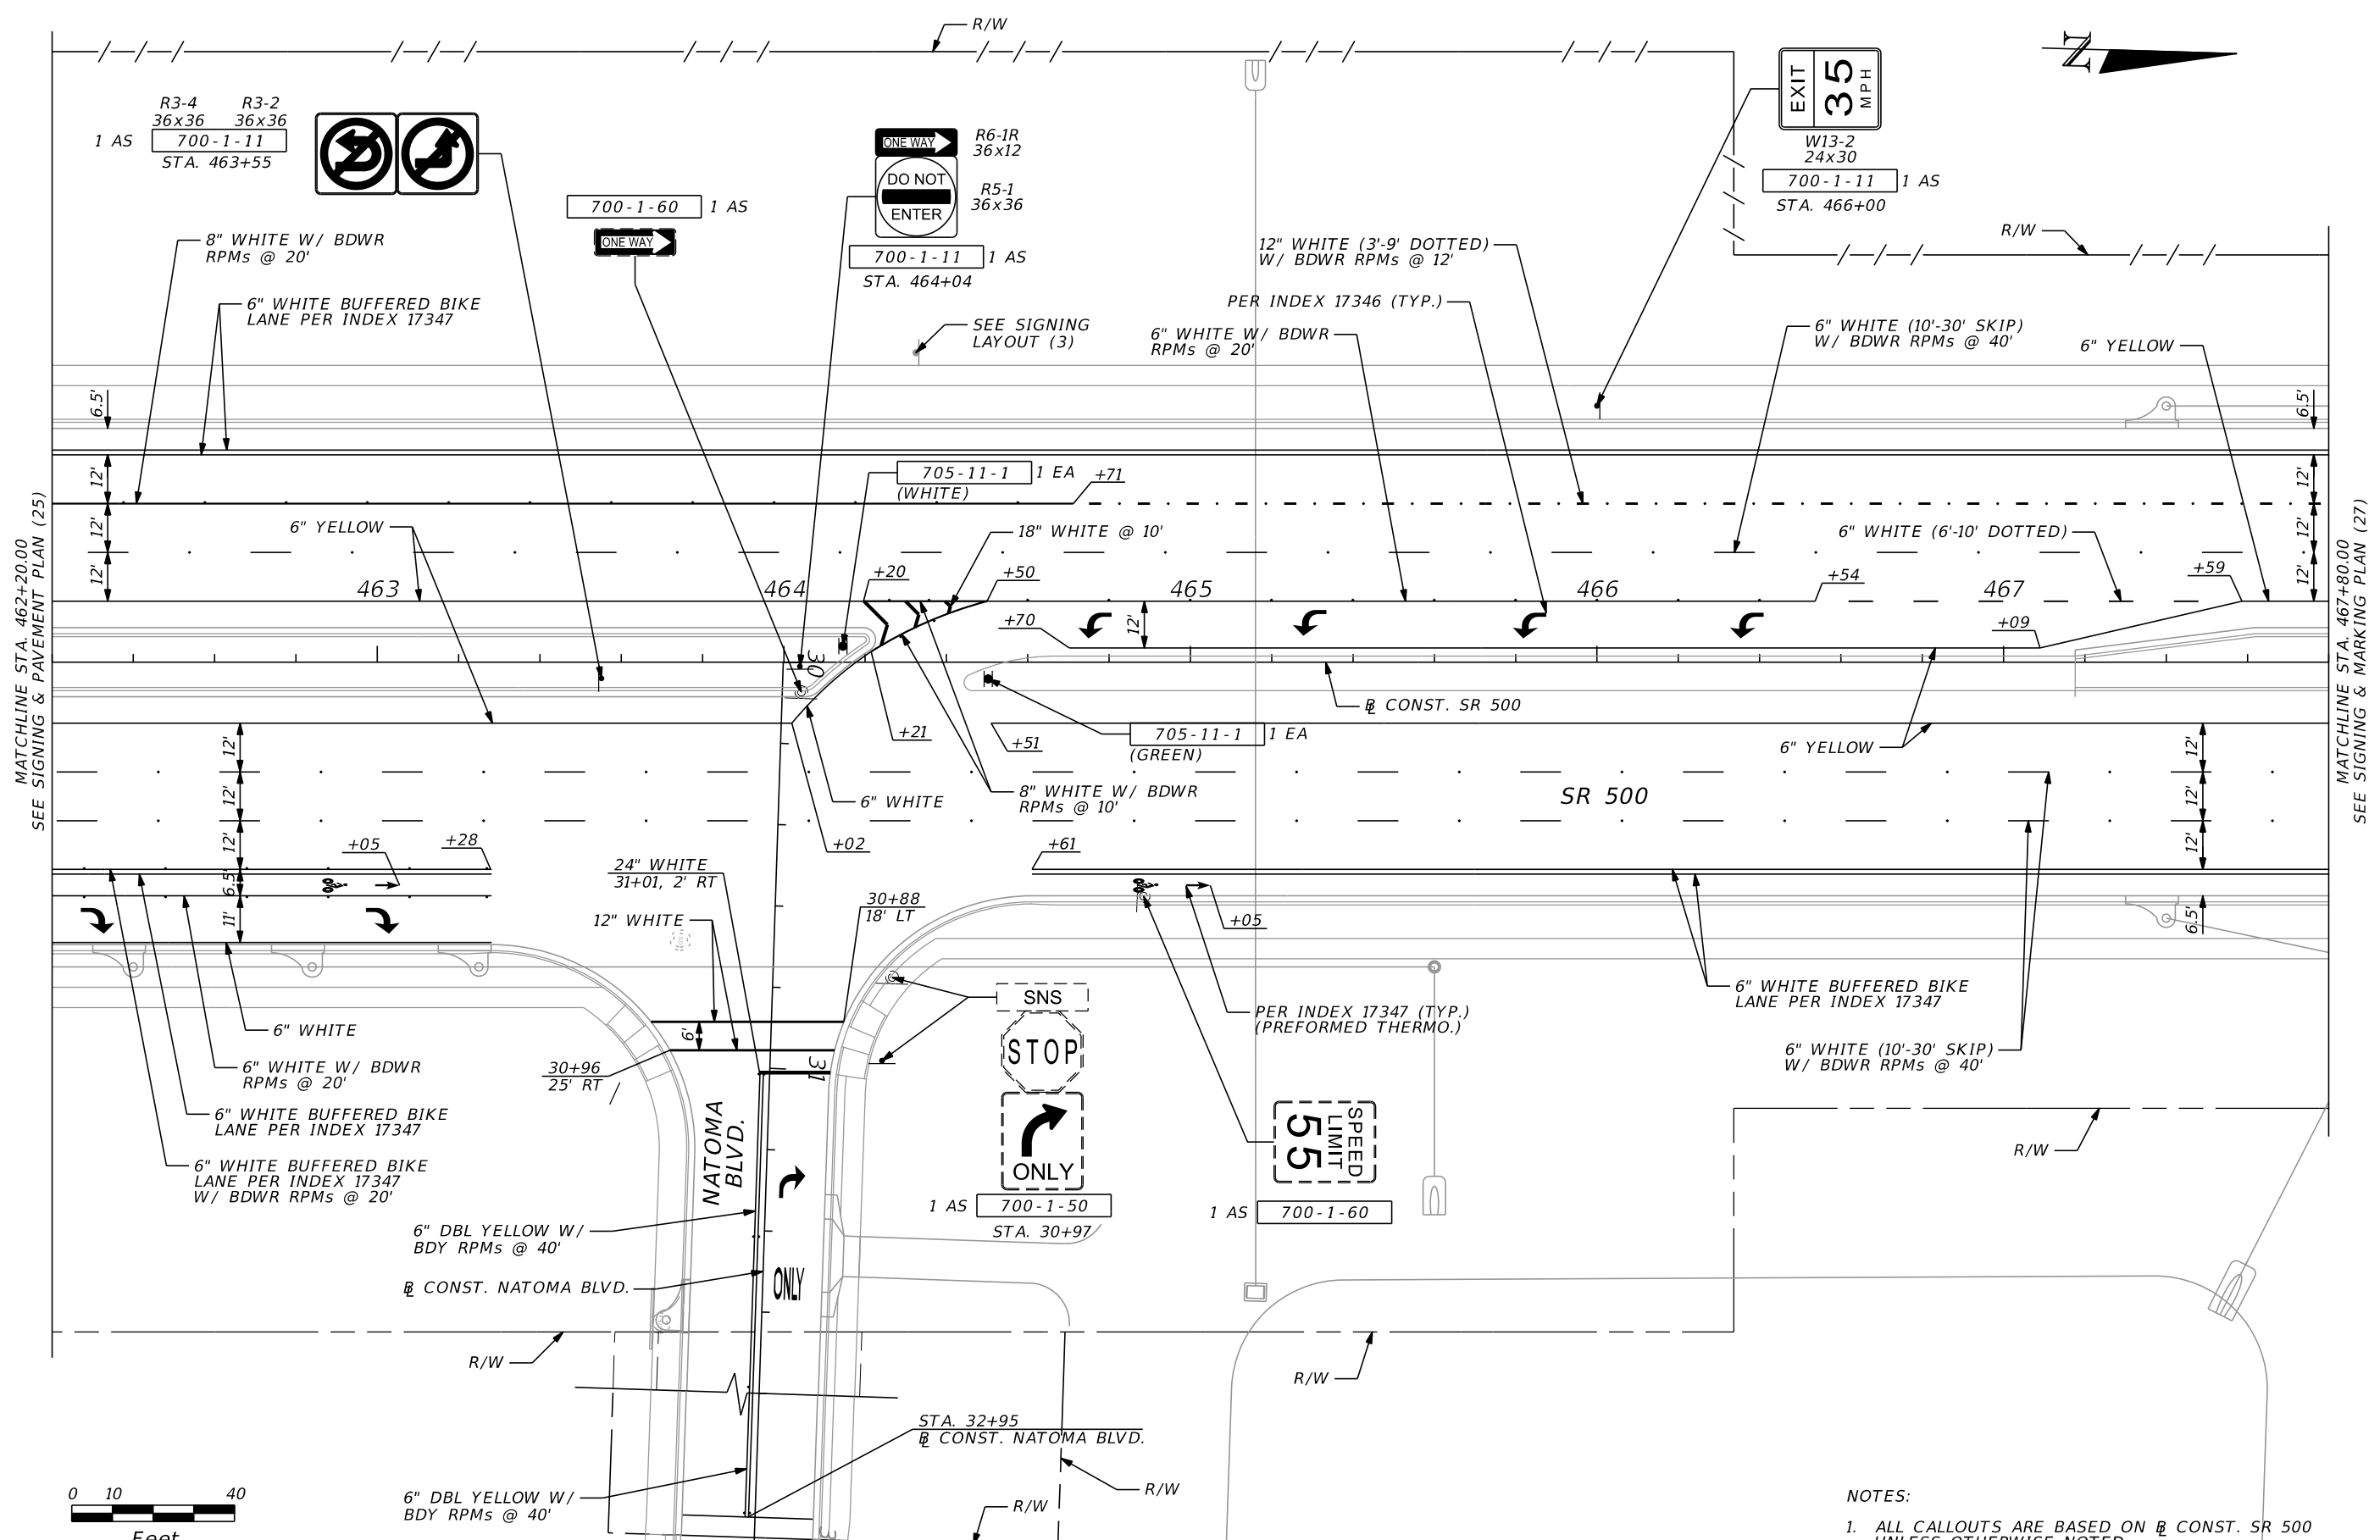 R/W
N
R3-4 R3-2
36x36 36x36
1 AS 700-1-11
STA. 463+55
ONE WAY
DO NOT
ENTER
R6-1R
36x12
R5-1
36x36
700-1-11 1 AS
STA. 464+04
700-1-60 1 AS
ONE WAY
EXIT
35
MPH
W13-2
24x30
700-1-11 1 AS
STA. 466+00
R/W
8" WHITE W/ BDWR
RPMs @ 20'
6" WHITE BUFFERED BIKE
LANE PER INDEX 17347
SEE SIGNING
LAYOUT (3)
12" WHITE (3'-9' DOTTED)
W/ BDWR RPMs @ 12'
PER INDEX 17346 (TYP.)
6" WHITE W/ BDWR
RPMs @ 20'
6" WHITE (10'-30' SKIP)
W/ BDWR RPMs @ 40'
6" YELLOW
6.5'
12'
12'
12'
6.5'
12'
12'
12'
MATCHLINE STA. 462+20.00
SEE SIGNING & PAVEMENT PLAN (25)
MATCHLINE STA. 467+80.00
SEE SIGNING & MARKING PLAN (27)
705-11-1 1 EA
(WHITE)
+71
6" YELLOW
18" WHITE @ 10'
6" WHITE (6'-10' DOTTED)
463
464
+20
+50
465
466
+54
467
+59
+70
12'
+09
30
+21
+51
℄ CONST. SR 500
705-11-1 1 EA
(GREEN)
6" YELLOW
12'
12'
12'
6.5'
11'
6" WHITE
8" WHITE W/ BDWR
RPMs @ 10'
SR 500
12'
12'
12'
6.5'
+05
+28
+02
+61
24" WHITE
31+01, 2' RT
12" WHITE
30+88
18' LT
+05
6'
30+96
25' RT
31
SNS
STOP
ONLY
1 AS 700-1-50
STA. 30+97
PER INDEX 17347 (TYP.)
(PREFORMED THERMO.)
SPEED
LIMIT
55
1 AS 700-1-60
6" WHITE BUFFERED BIKE
LANE PER INDEX 17347
6" WHITE (10'-30' SKIP)
W/ BDWR RPMs @ 40'
R/W
6" WHITE
6" WHITE W/ BDWR
RPMs @ 20'
6" WHITE BUFFERED BIKE
LANE PER INDEX 17347
6" WHITE BUFFERED BIKE
LANE PER INDEX 17347
W/ BDWR RPMs @ 20'
NATOMA
BLVD.
6" DBL YELLOW W/
BDY RPMs @ 40'
℄ CONST. NATOMA BLVD.
ONLY
R/W
R/W
STA. 32+95
℄ CONST. NATOMA BLVD.
6" DBL YELLOW W/
BDY RPMs @ 40'
R/W
R/W
0 10 40
Feet
NOTES:
1. ALL CALLOUTS ARE BASED ON ℄ CONST. SR 500
UNLESS OTHERWISE NOTED